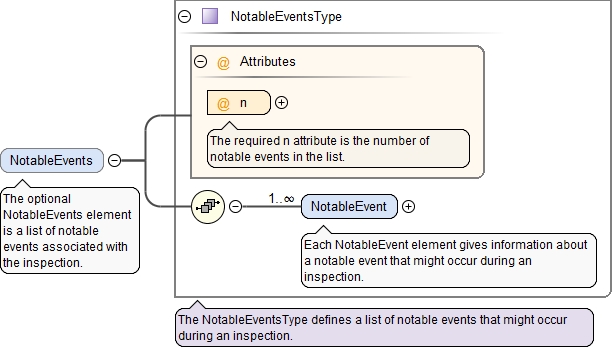 NotableEventsType
@ Attributes
@ n
The required n attribute is the number of
notable events in the list.
NotableEvents
The optional
NotableEvents element
is a list of notable
events associated with
the inspection.
1..∞
NotableEvent
Each NotableEvent element gives information about
a notable event that might occur during an
inspection.
The NotableEventsType defines a list of notable events that might occur
during an inspection.